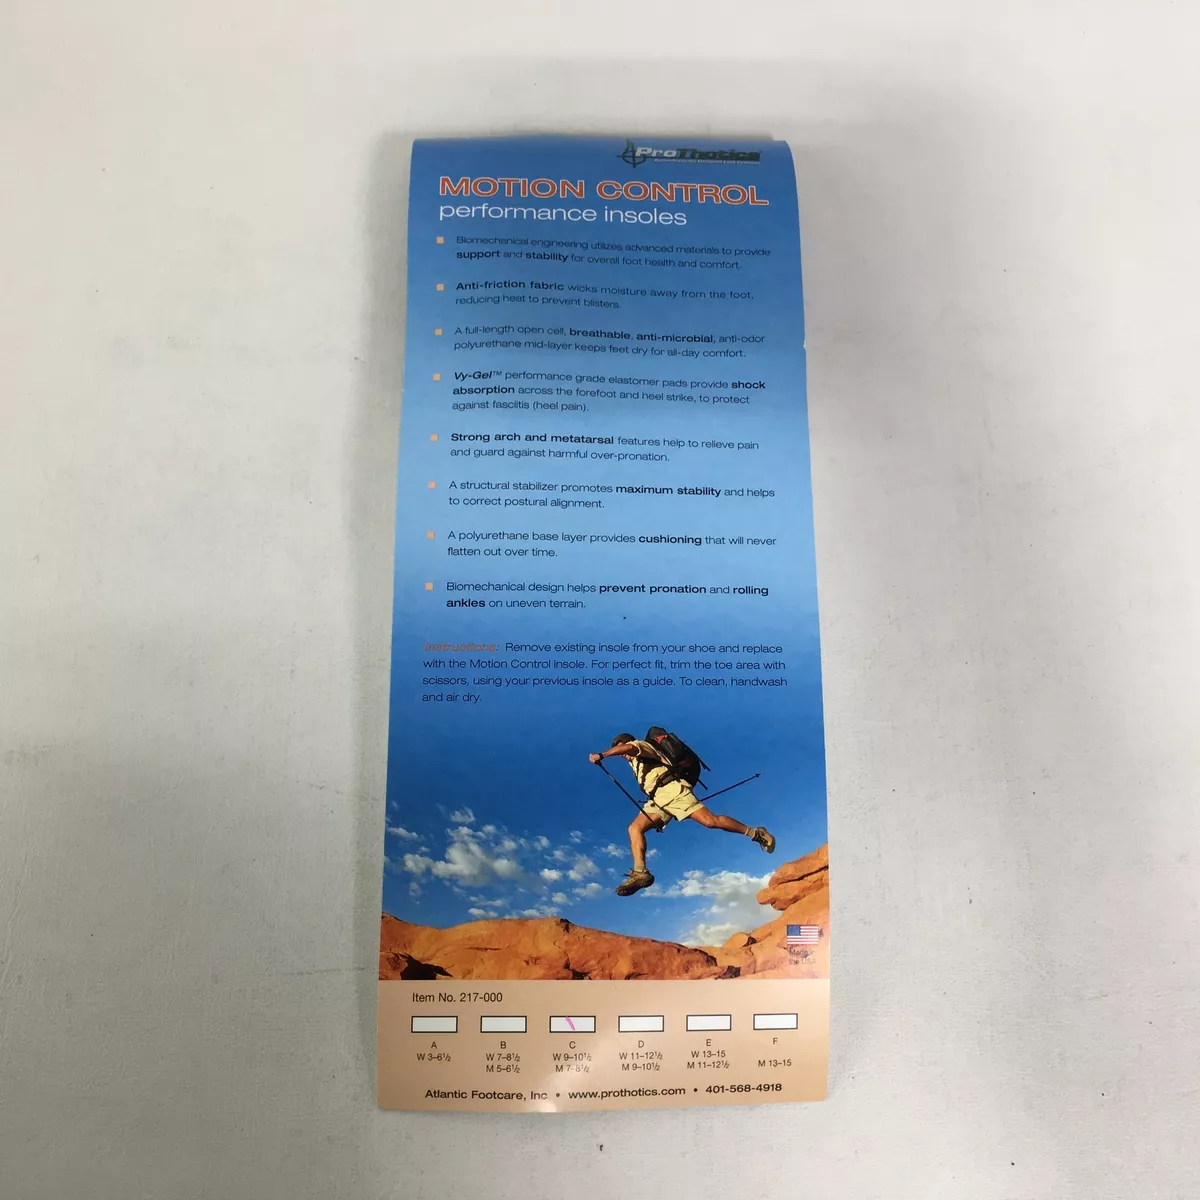 ProThotics
MOTION CONTROL
performance insoles
Biomechanical engineering utilizes advanced materials to provide
support and stability for overall foot health and comfort.
Anti-friction fabric wicks moisture away from the foot,
reducing heat to prevent blisters.
A full-length open cell, breathable, anti-microbial, anti-odor
polyurethane mid-layer keeps feet dry for all-day comfort.
Vy-Gel™ performance grade elastomer pads provide shock
absorption across the forefoot and heel strike, to protect
against fasciitis (heel pain).
Strong arch and metatarsal features help to relieve pain
and guard against harmful over-pronation.
A structural stabilizer promotes maximum stability and helps
to correct postural alignment.
A polyurethane base layer provides cushioning that will never
flatten out over time.
Biomechanical design helps prevent pronation and rolling
ankles on uneven terrain.
Instructions: Remove existing insole from your shoe and replace
with the Motion Control insole. For perfect fit, trim the toe area with
scissors, using your previous insole as a guide. To clean, handwash
and air dry.
Made in
the USA
Item No. 217-000
A B C D E F
W 3-6½ W 7-8½ W 9-10½ W 11-12½ W 13-15
M 5-6½ M 7-8½ M 9-10½ M 11-12½ M 13-15
Atlantic Footcare, Inc • www.prothotics.com • 401-568-4918